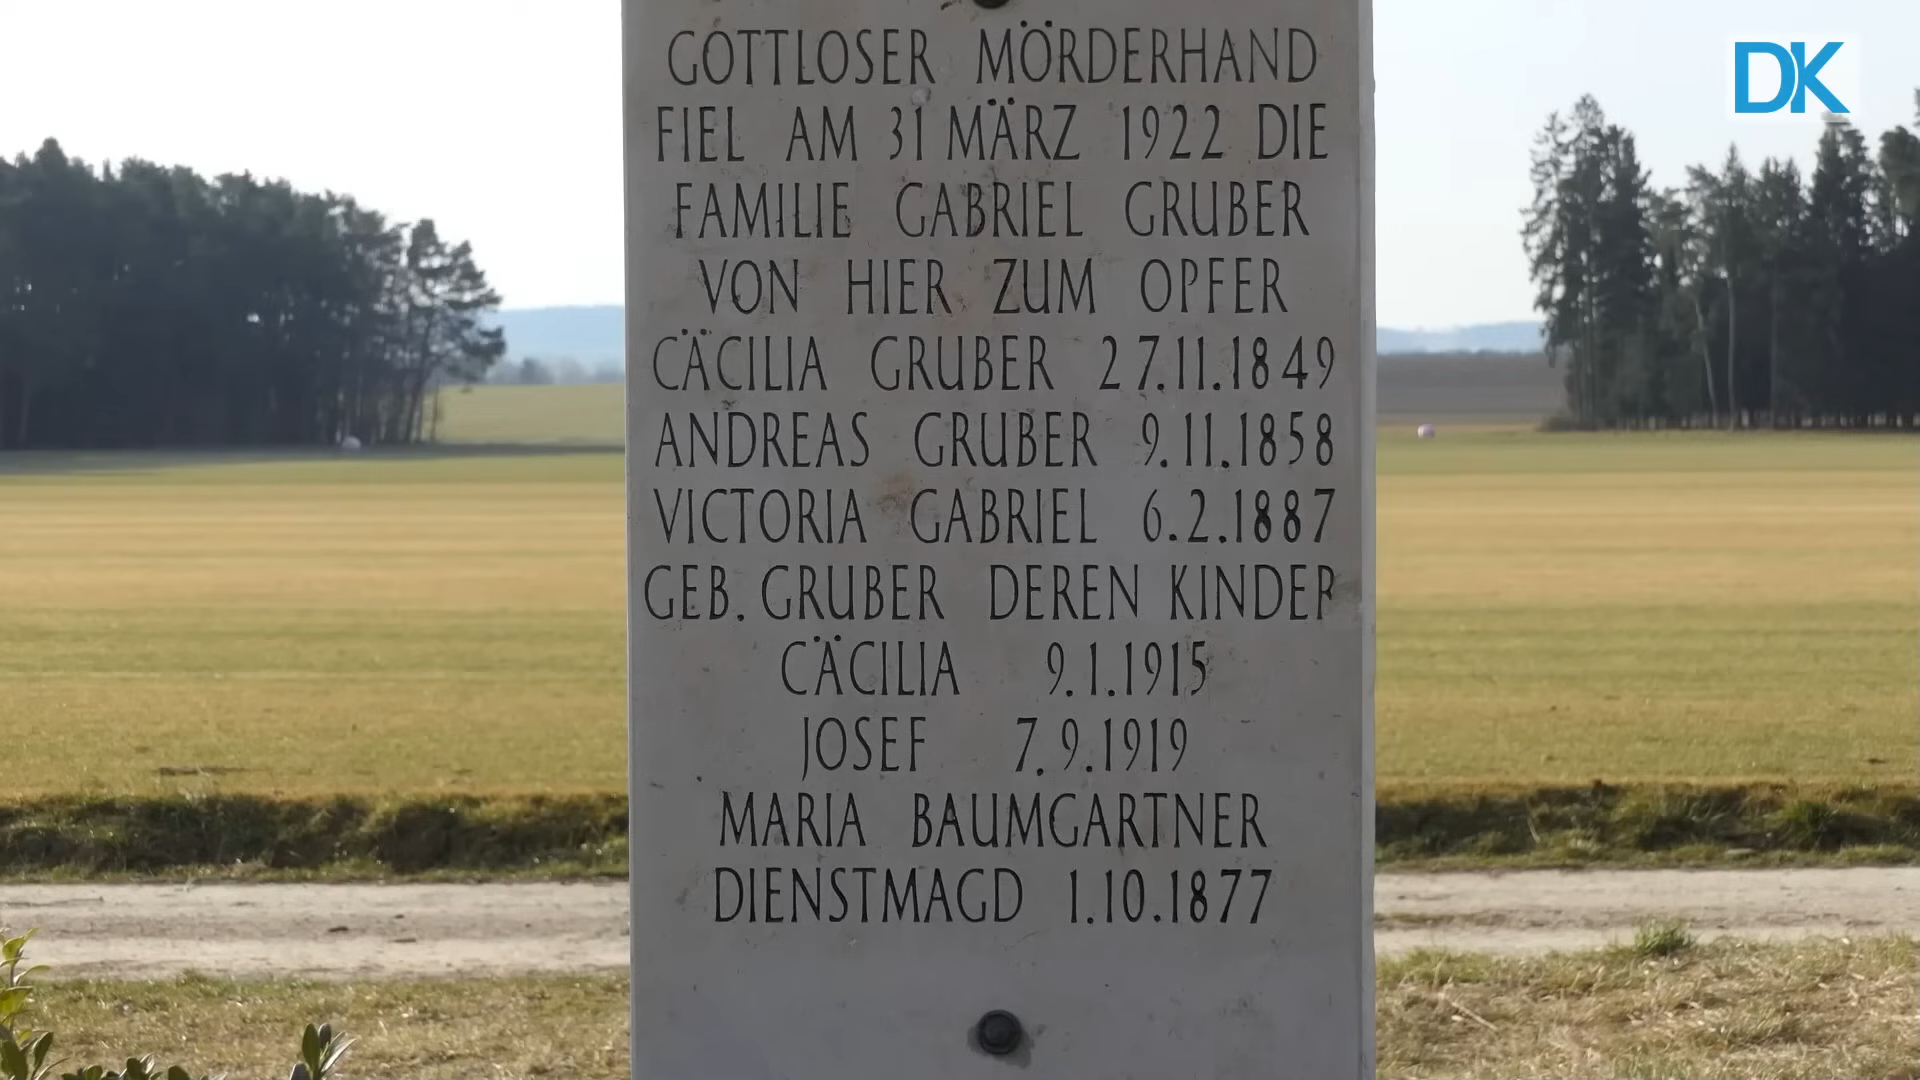 GOTTLOSER MÖRDERHAND
FIEL AM 31 MÄRZ 1922 DIE
FAMILIE GABRIEL GRUBER
VON HIER ZUM OPFER
CÄCILIA GRUBER 27.11.1849
ANDREAS GRUBER 9.11.1858
VICTORIA GABRIEL 6.2.1887
GEB. GRUBER DEREN KINDER
CÄCILIA 9.1.1915
JOSEF 7.9.1919
MARIA BAUMGARTNER
DIENSTMAGD 1.10.1877
DK